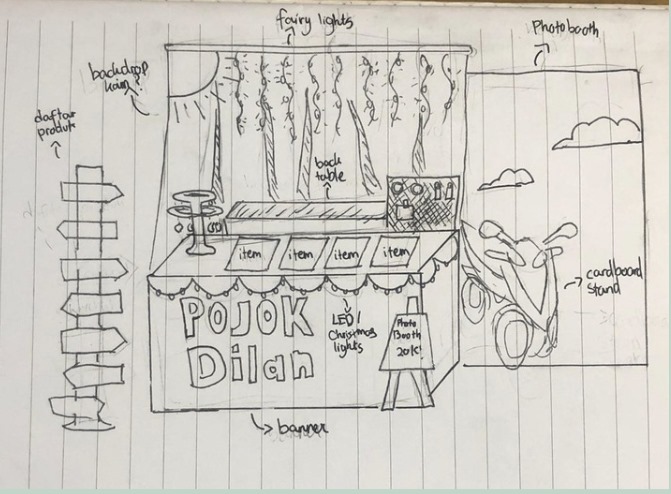 fairy lights
Photobooth
backdrop
kain?
daftar
produk
back
table
item
item
item
item
POJOK
Dilan
LED/
Christmas
lights
Photo
Booth
20K
cardboard
stand
banner